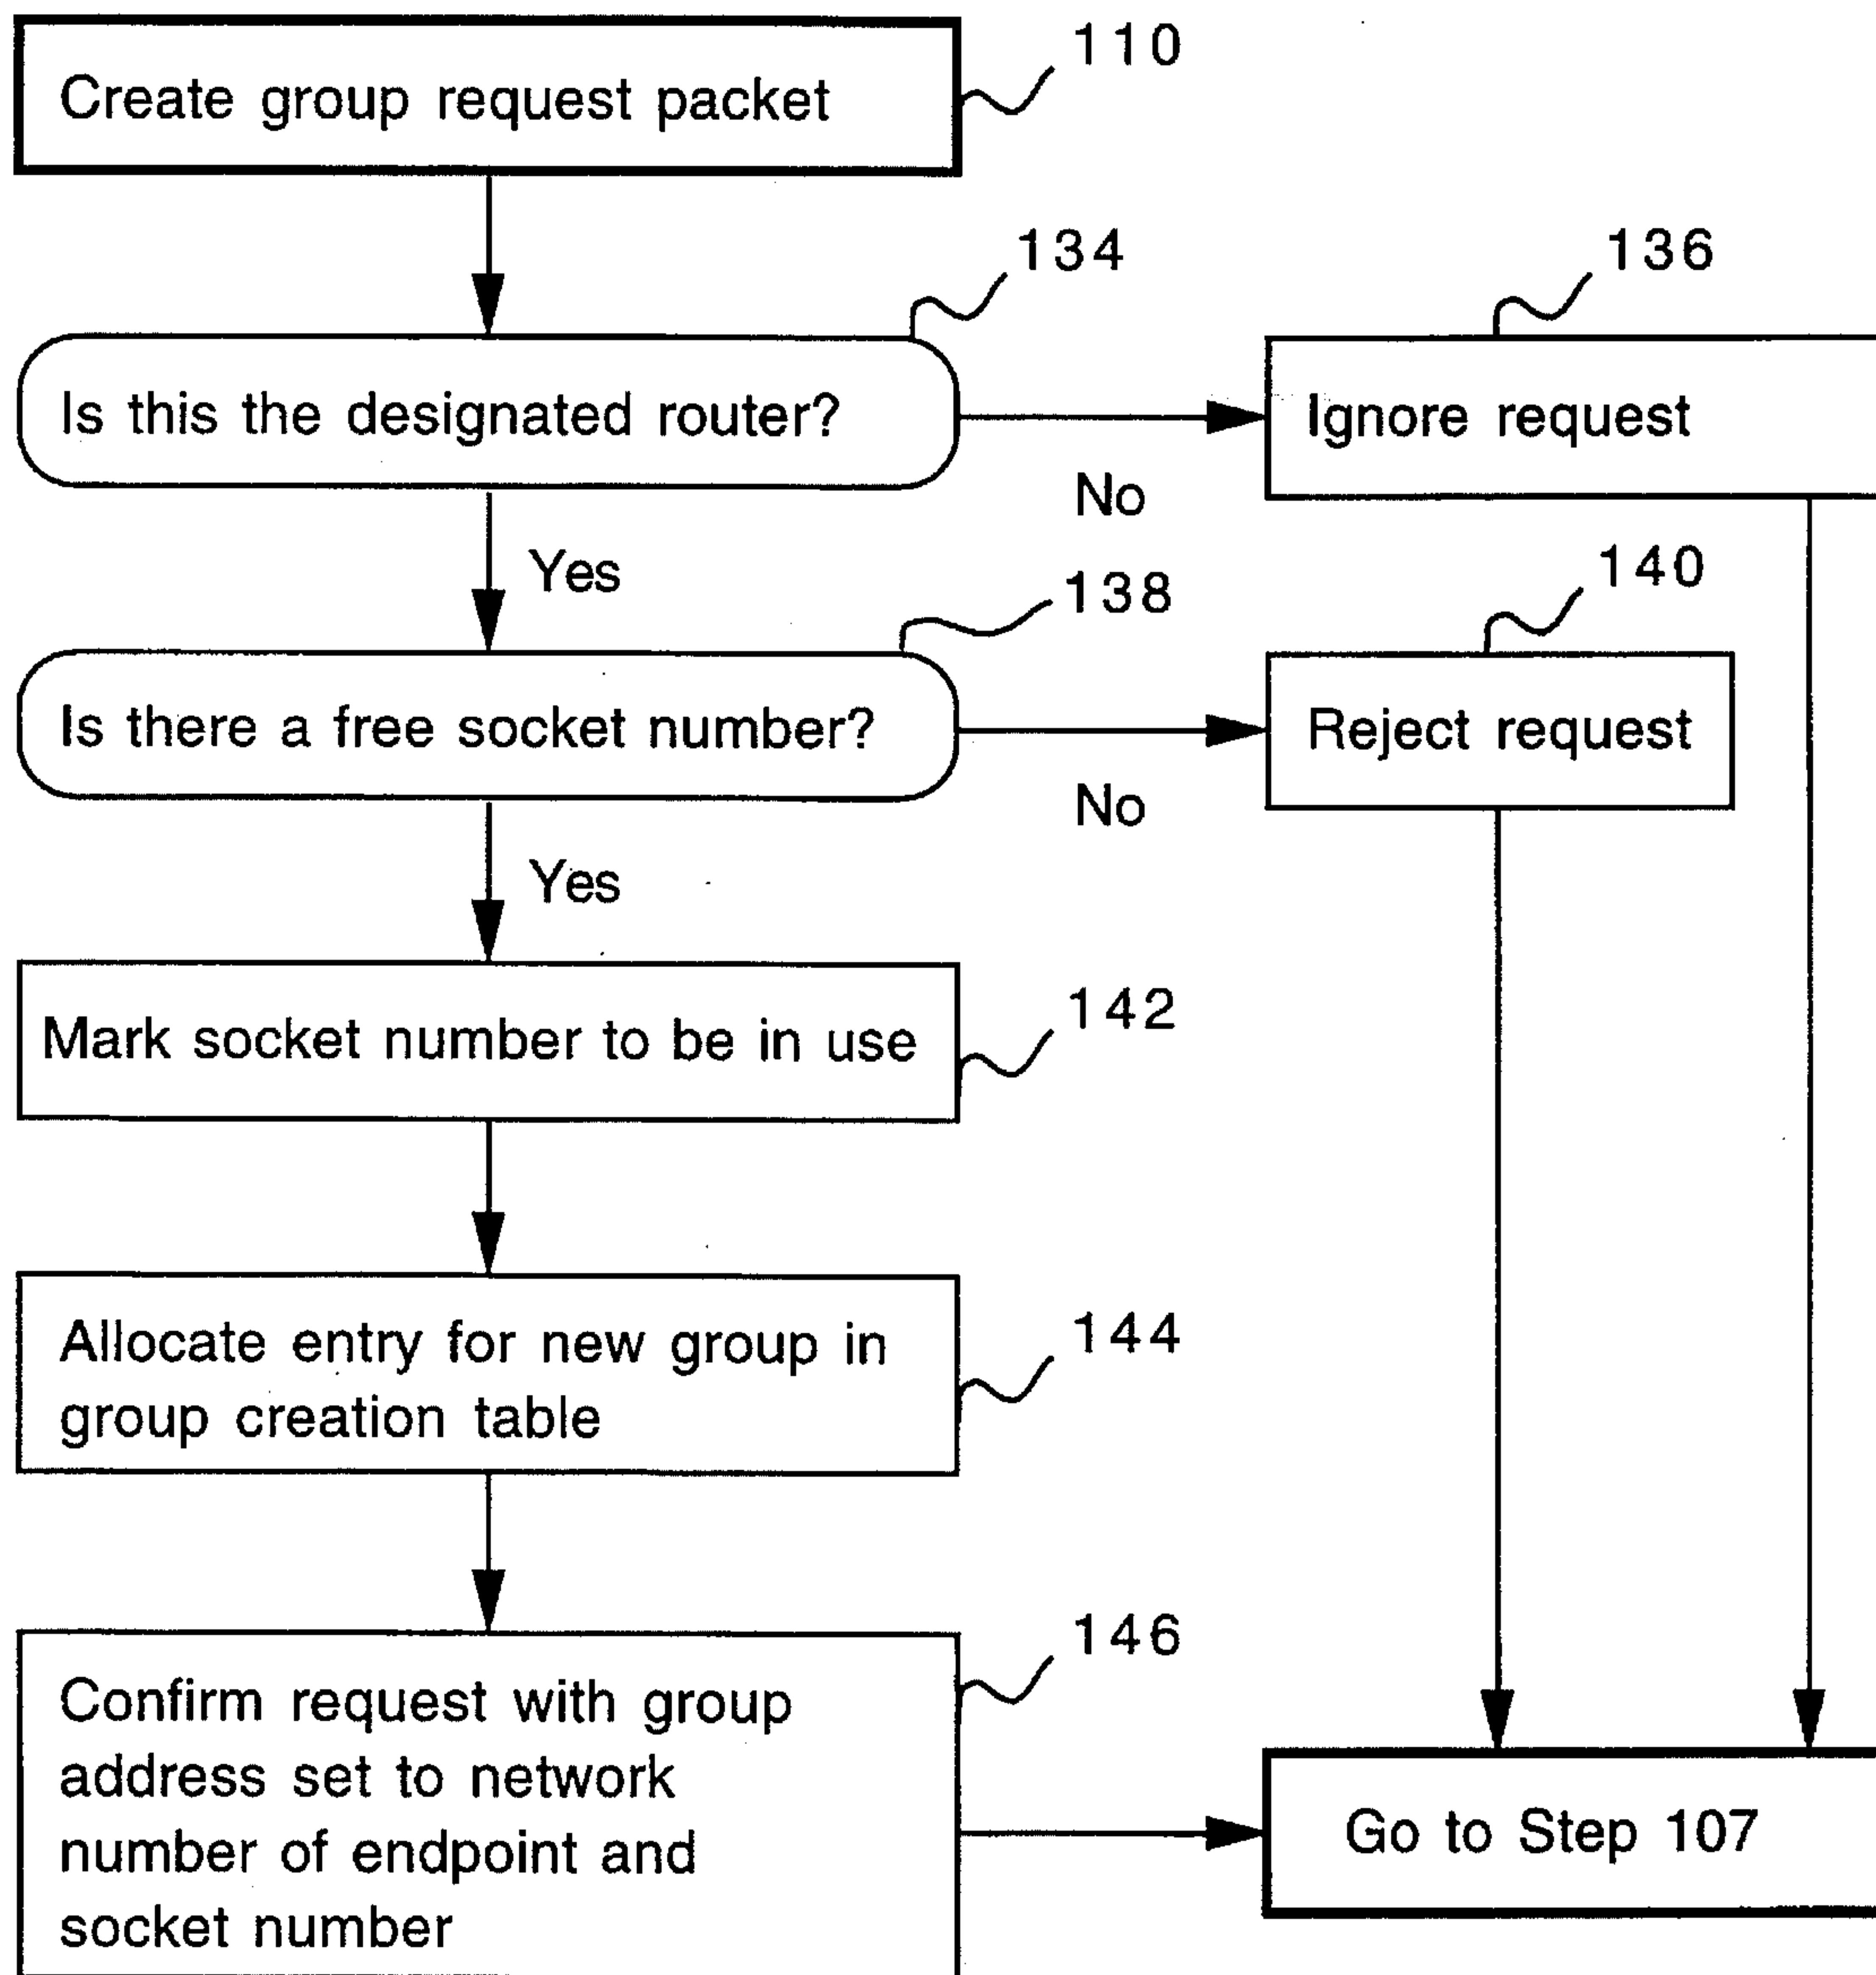 110
Create group request packet
134
136
Is this the designated router?
Ignore request
No
Yes
138
140
Is there a free socket number?
Reject request
No
Yes
142
Mark socket number to be in use
144
Allocate entry for new group in
group creation table
146
Confirm request with group
address set to network
number of endpoint and
socket number
Go to Step 107